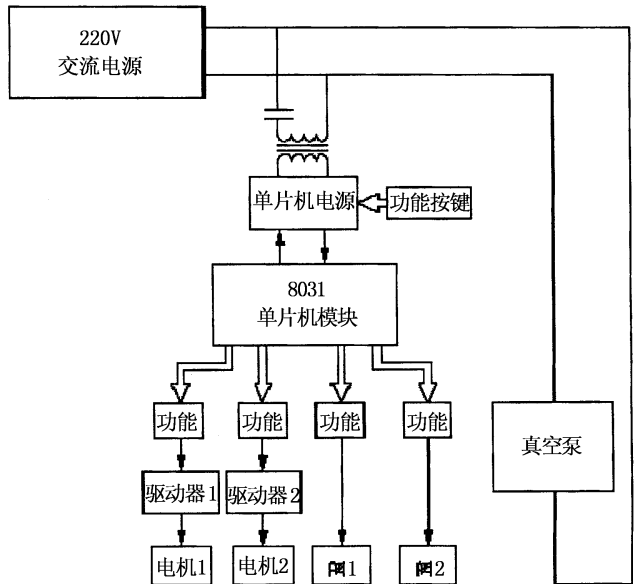 220V
交流电源
单片机电源
功能按键
8031
单片机模块
功能
功能
功能
功能
真空泵
驱动器1
驱动器2
电机1
电机2
1
2